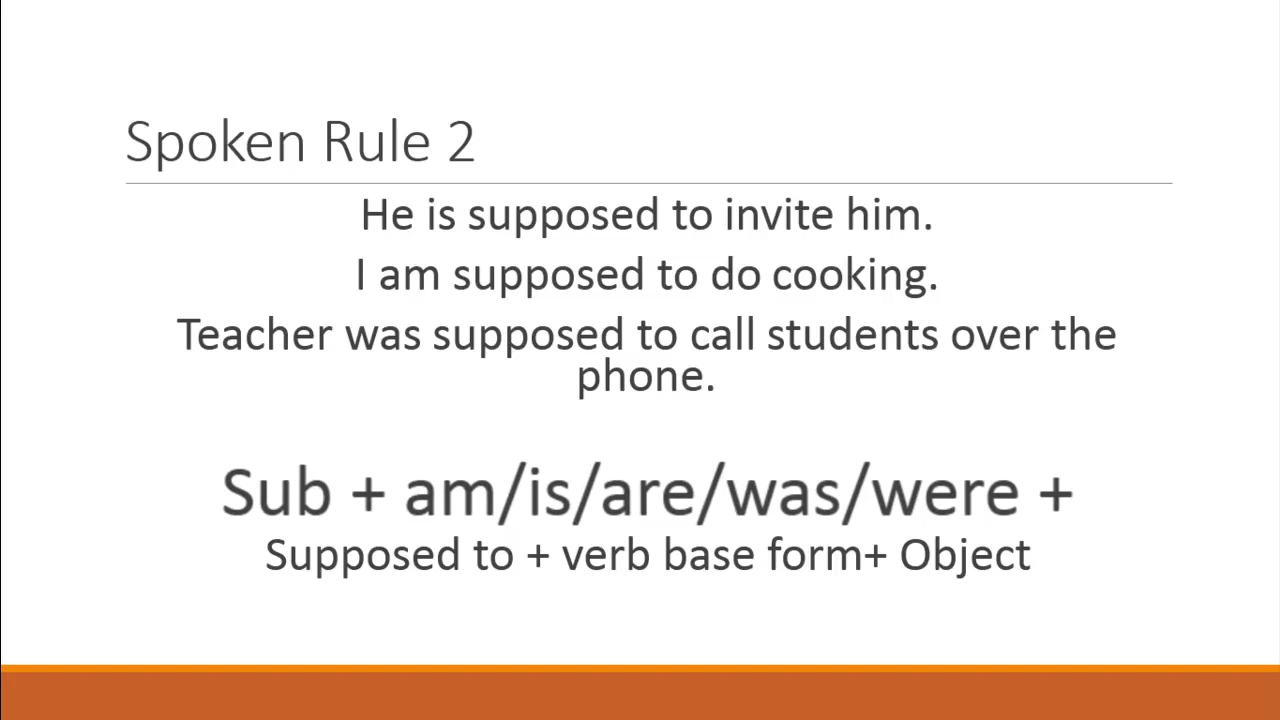 Spoken Rule 2
He is supposed to invite him.
I am supposed to do cooking.
Teacher was supposed to call students over the
phone.
Sub + am/is/are/was/were +
Supposed to + verb base form+ Object